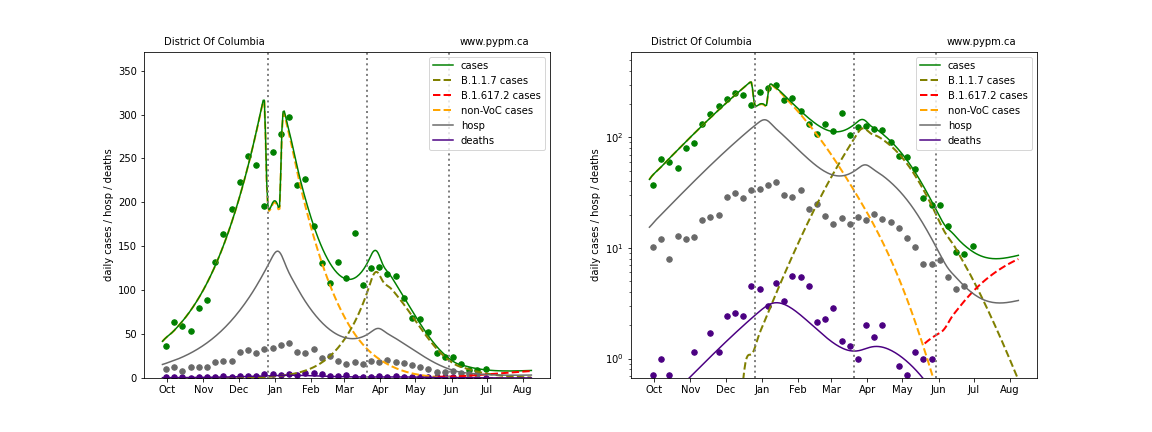 District Of Columbia www.pypm.ca
350
300
250
200
150
100
50
0
daily cases / hosp / deaths
cases
B.1.1.7 cases
B.1.617.2 cases
non-VoC cases
hosp
deaths
Oct Nov Dec Jan Feb Mar Apr May Jun Jul Aug
District Of Columbia www.pypm.ca
10²
10¹
10⁰
daily cases / hosp / deaths
cases
B.1.1.7 cases
B.1.617.2 cases
non-VoC cases
hosp
deaths
Oct Nov Dec Jan Feb Mar Apr May Jun Jul Aug